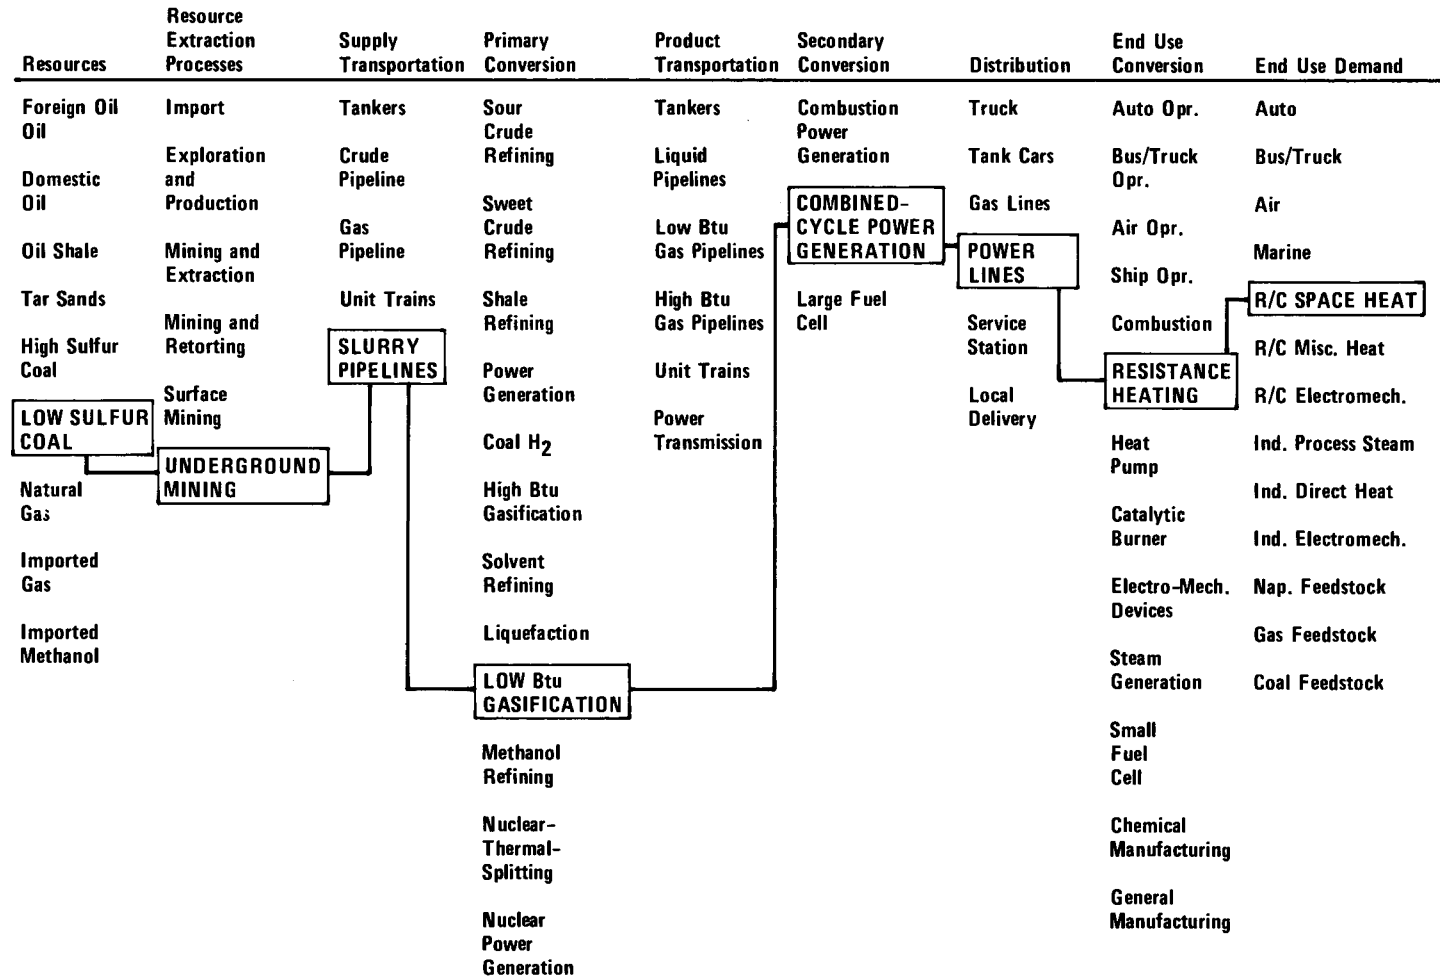 Resource
Extraction
Processes
Supply
Transportation
Primary
Conversion
Product
Transportation
Secondary
Conversion
End Use
Conversion
Resources
Distribution
End Use Demand
Foreign Oil
Oil
Domestic
Oil
Oil Shale
Tar Sands
High Sulfur
Coal
LOW SULFUR
COAL
Natural
Gas
Imported
Gas
Imported
Methanol
Import
Exploration
and
Production
Mining and
Extraction
Mining and
Retorting
Surface
Mining
UNDERGROUND
MINING
Tankers
Crude
Pipeline
Gas
Pipeline
Unit Trains
SLURRY
PIPELINES
Sour
Crude
Refining
Sweet
Crude
Refining
Shale
Refining
Power
Generation
Coal H2
High Btu
Gasification
Solvent
Refining
Liquefaction
LOW Btu
GASIFICATION
Methanol
Refining
Nuclear-
Thermal-
Splitting
Nuclear
Power
Generation
Tankers
Liquid
Pipelines
Low Btu
Gas Pipelines
High Btu
Gas Pipelines
Unit Trains
Power
Transmission
Combustion
Power
Generation
COMBINED-
CYCLE POWER
GENERATION
Large Fuel
Cell
Truck
Tank Cars
Gas Lines
POWER
LINES
Service
Station
Local
Delivery
Auto Opr.
Bus/Truck
Opr.
Air Opr.
Ship Opr.
Combustion
RESISTANCE
HEATING
Heat
Pump
Catalytic
Burner
Electro-Mech.
Devices
Steam
Generation
Small
Fuel
Cell
Chemical
Manufacturing
General
Manufacturing
Auto
Bus/Truck
Air
Marine
R/C SPACE HEAT
R/C Misc. Heat
R/C Electromech.
Ind. Process Steam
Ind. Direct Heat
Ind. Electromech.
Nap. Feedstock
Gas Feedstock
Coal Feedstock